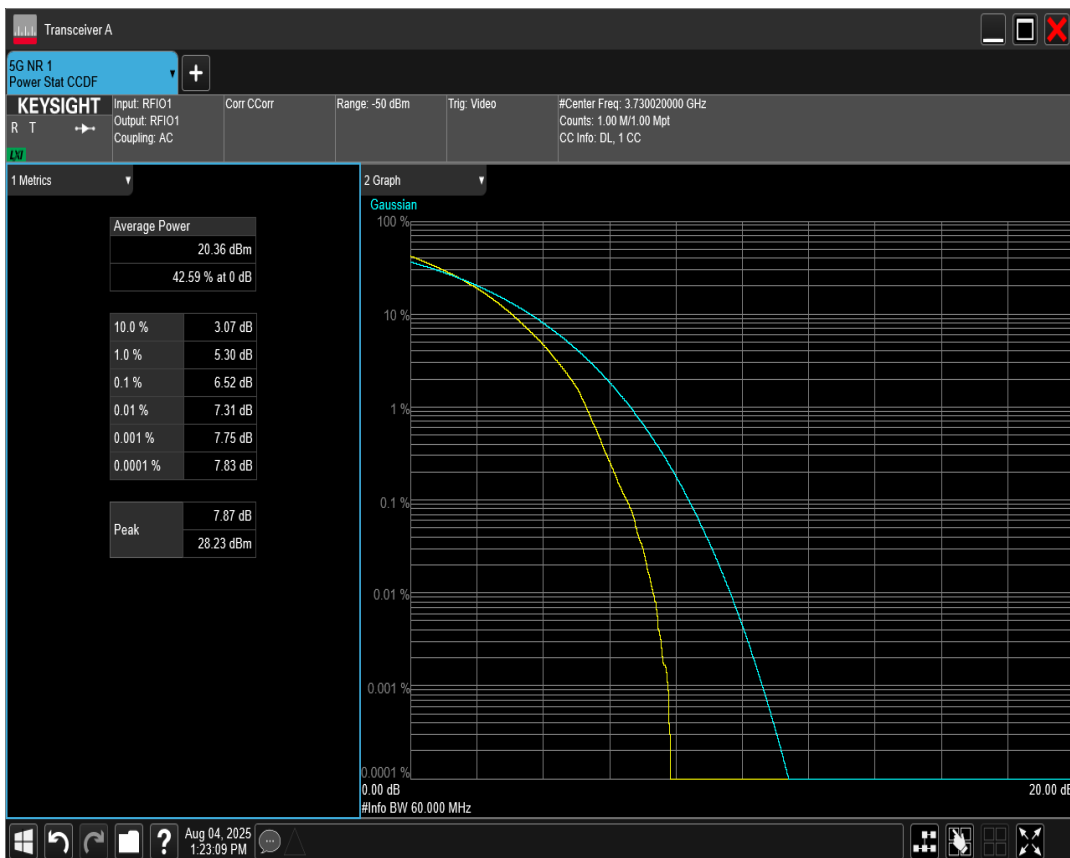 Transceiver A
5G NR 1
Power Stat CCDF
KEYSIGHT
R T
LXI
Input: RFIO1
Output: RFIO1
Coupling: AC
Corr CCorr
Range: -50 dBm
Trig: Video
#Center Freq: 3.730020000 GHz
Counts: 1.00 M/1.00 Mpt
CC Info: DL, 1 CC
1 Metrics
Average Power
20.36 dBm
42.59 % at 0 dB
10.0 % 3.07 dB
1.0 % 5.30 dB
0.1 % 6.52 dB
0.01 % 7.31 dB
0.001 % 7.75 dB
0.0001 % 7.83 dB
Peak 7.87 dB
28.23 dBm
2 Graph
Gaussian
100 %
10 %
1 %
0.1 %
0.01 %
0.001 %
0.0001 %
0.00 dB 20.00 dB
#Info BW 60.000 MHz
?
Aug 04, 2025
1:23:09 PM